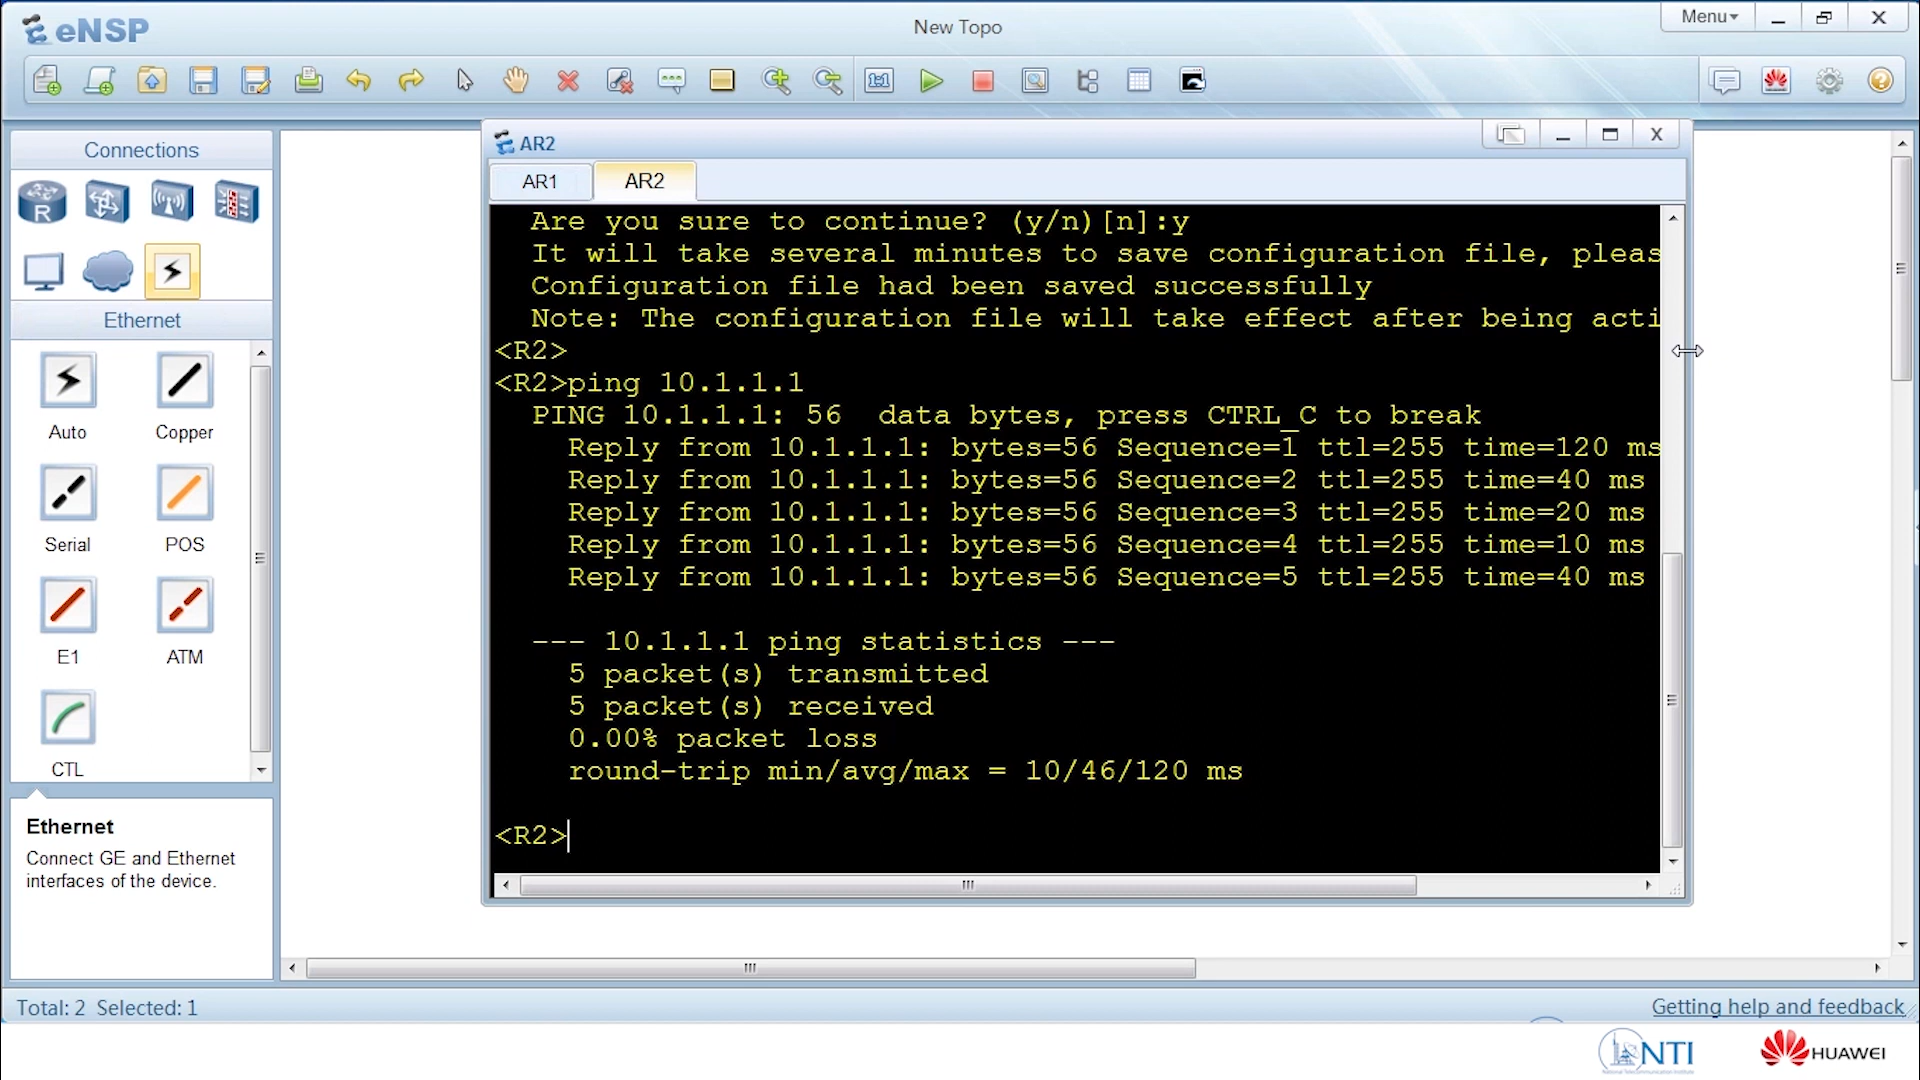 eNSP
New Topo
Menu
Connections
R
Ethernet
Auto
Copper
Serial
POS
E1
ATM
CTL
Ethernet
Connect GE and Ethernet
interfaces of the device.
AR2
AR1
AR2
Are you sure to continue? (y/n)[n]:y
It will take several minutes to save configuration file, pleas
Configuration file had been saved successfully
Note: The configuration file will take effect after being acti
<R2>
<R2>ping 10.1.1.1
PING 10.1.1.1: 56  data bytes, press CTRL_C to break
Reply from 10.1.1.1: bytes=56 Sequence=1 ttl=255 time=120 ms
Reply from 10.1.1.1: bytes=56 Sequence=2 ttl=255 time=40 ms
Reply from 10.1.1.1: bytes=56 Sequence=3 ttl=255 time=20 ms
Reply from 10.1.1.1: bytes=56 Sequence=4 ttl=255 time=10 ms
Reply from 10.1.1.1: bytes=56 Sequence=5 ttl=255 time=40 ms
--- 10.1.1.1 ping statistics ---
5 packet(s) transmitted
5 packet(s) received
0.00% packet loss
round-trip min/avg/max = 10/46/120 ms
<R2>
Total: 2 Selected: 1
Getting help and feedback
NTI
National Telecommunication Institute
HUAWEI